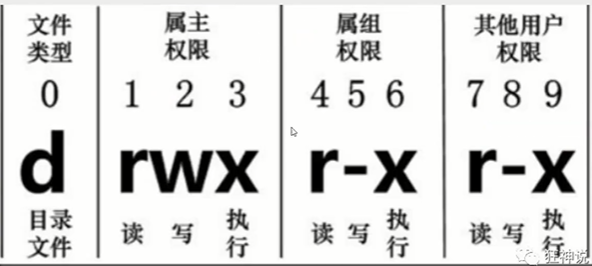 文件 属主 属组 其他用户
类型 权限 权限 权限
0 1 2 3 4 5 6 7 8 9
d rwx r-x r-x
目录 读 写 执 读 写 执 读 写 执
文件 行 行 行
狂神说